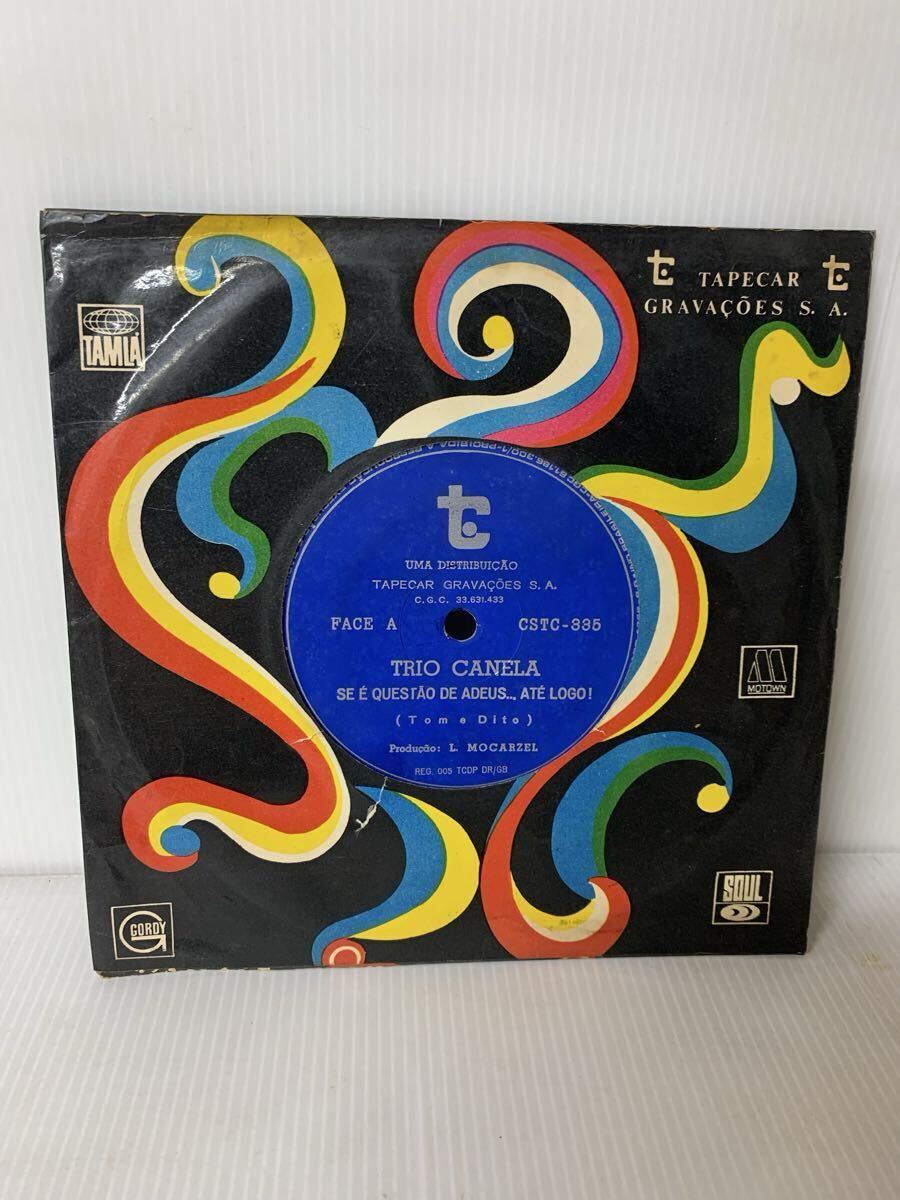 TAPECAR
GRAVAÇÕES S. A.
TAMLA
tc
UMA DISTRIBUIÇÃO
TAPECAR GRAVAÇÕES S. A.
C. G. C. 33.631.433
FACE A CSTC-335
TRIO CANELA
SE É QUESTÃO DE ADEUS... ATÉ LOGO!
(Tom e Dito)
Produção: L. MOCARZEL
REG. 005 TCDP DR/GB
MOTOWN
SOUL
GORDY